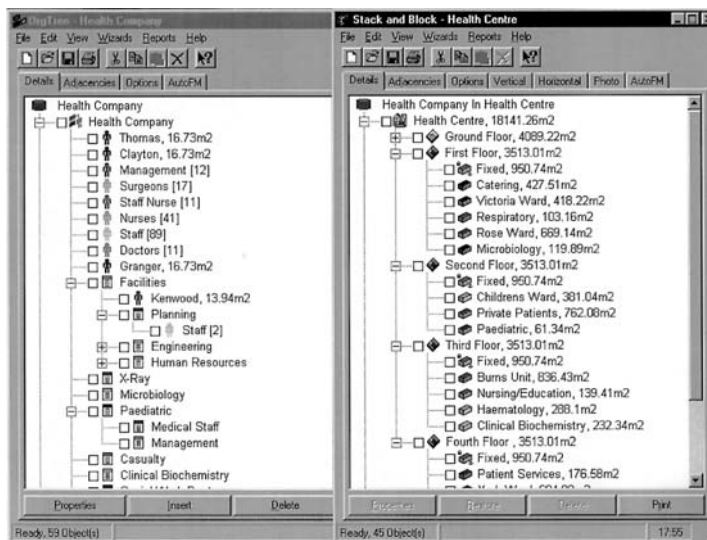 DigTree - Health Company
File Edit View Wizards Reports Help
Details Adjacencies Options AutoFM
Health Company
Health Company
Thomas, 16.73m2
Clayton, 16.73m2
Management [12]
Surgeons [17]
Staff Nurse [11]
Nurses [41]
Staff [89]
Doctors [11]
Granger, 16.73m2
Facilities
Kenwood, 13.94m2
Planning
Staff [2]
Engineering
Human Resources
X-Ray
Microbiology
Paediatric
Medical Staff
Management
Casualty
Clinical Biochemistry
Properties Insert Delete
Ready, 59 Object(s)
Stack and Block - Health Centre
File Edit View Wizards Reports Help
Details Adjacencies Options Vertical Horizontal Photo AutoFM
Health Company In Health Centre
Health Centre, 18141.26m2
Ground Floor, 4089.22m2
First Floor, 3513.01m2
Fixed, 950.74m2
Catering, 427.51m2
Victoria Ward, 418.22m2
Respiratory, 103.16m2
Rose Ward, 669.14m2
Microbiology, 119.89m2
Second Floor, 3513.01m2
Fixed, 950.74m2
Childrens Ward, 381.04m2
Private Patients, 762.08m2
Paediatric, 61.34m2
Third Floor, 3513.01m2
Fixed, 950.74m2
Burns Unit, 836.43m2
Nursing/Education, 139.41m2
Haematology, 288.1m2
Clinical Biochemistry, 232.34m2
Fourth Floor , 3513.01m2
Fixed, 950.74m2
Patient Services, 176.58m2
Properties Remove Delete Print
Ready, 45 Object(s) 17:55